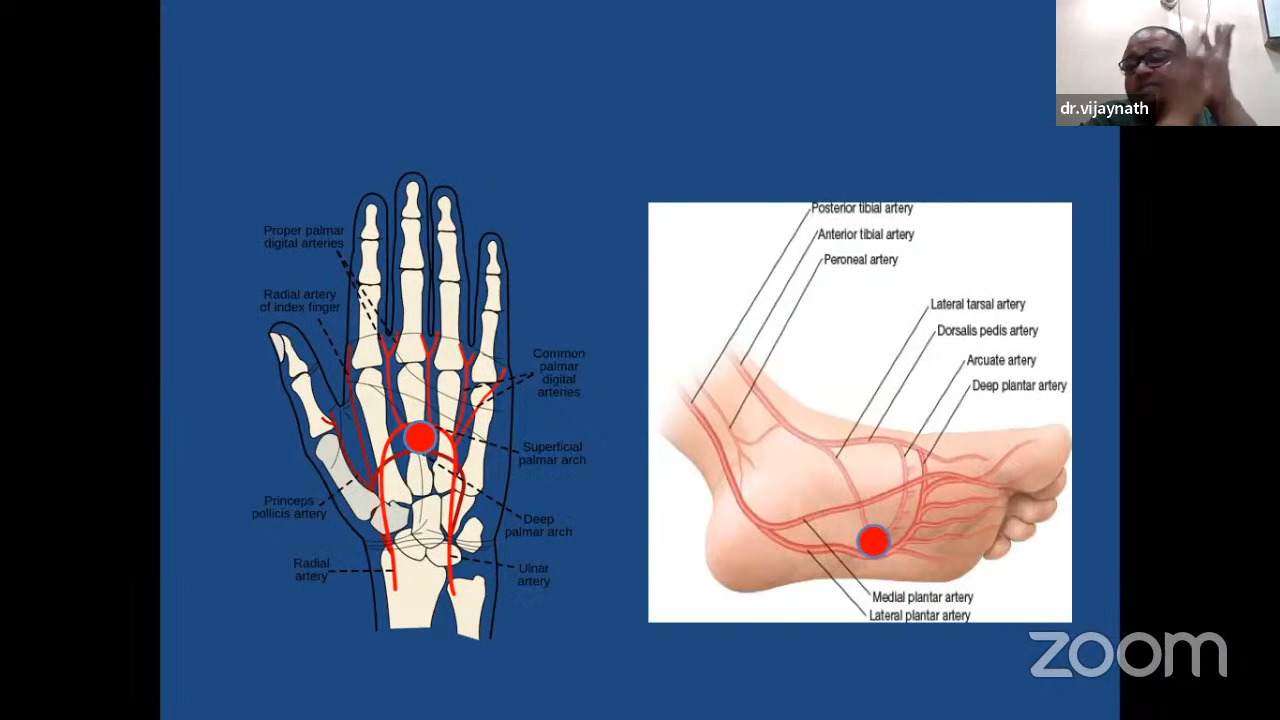 dr.vijaynath
Proper palmar
digital arteries
Radial artery
of index finger
Common
palmar
digital
arteries
Superficial
palmar arch
Princeps
pollicis artery
Deep
palmar arch
Radial
artery
Ulnar
artery
Posterior tibial artery
Anterior tibial artery
Peroneal artery
Lateral tarsal artery
Dorsalis pedis artery
Arcuate artery
Deep plantar artery
Medial plantar artery
Lateral plantar artery
zoom